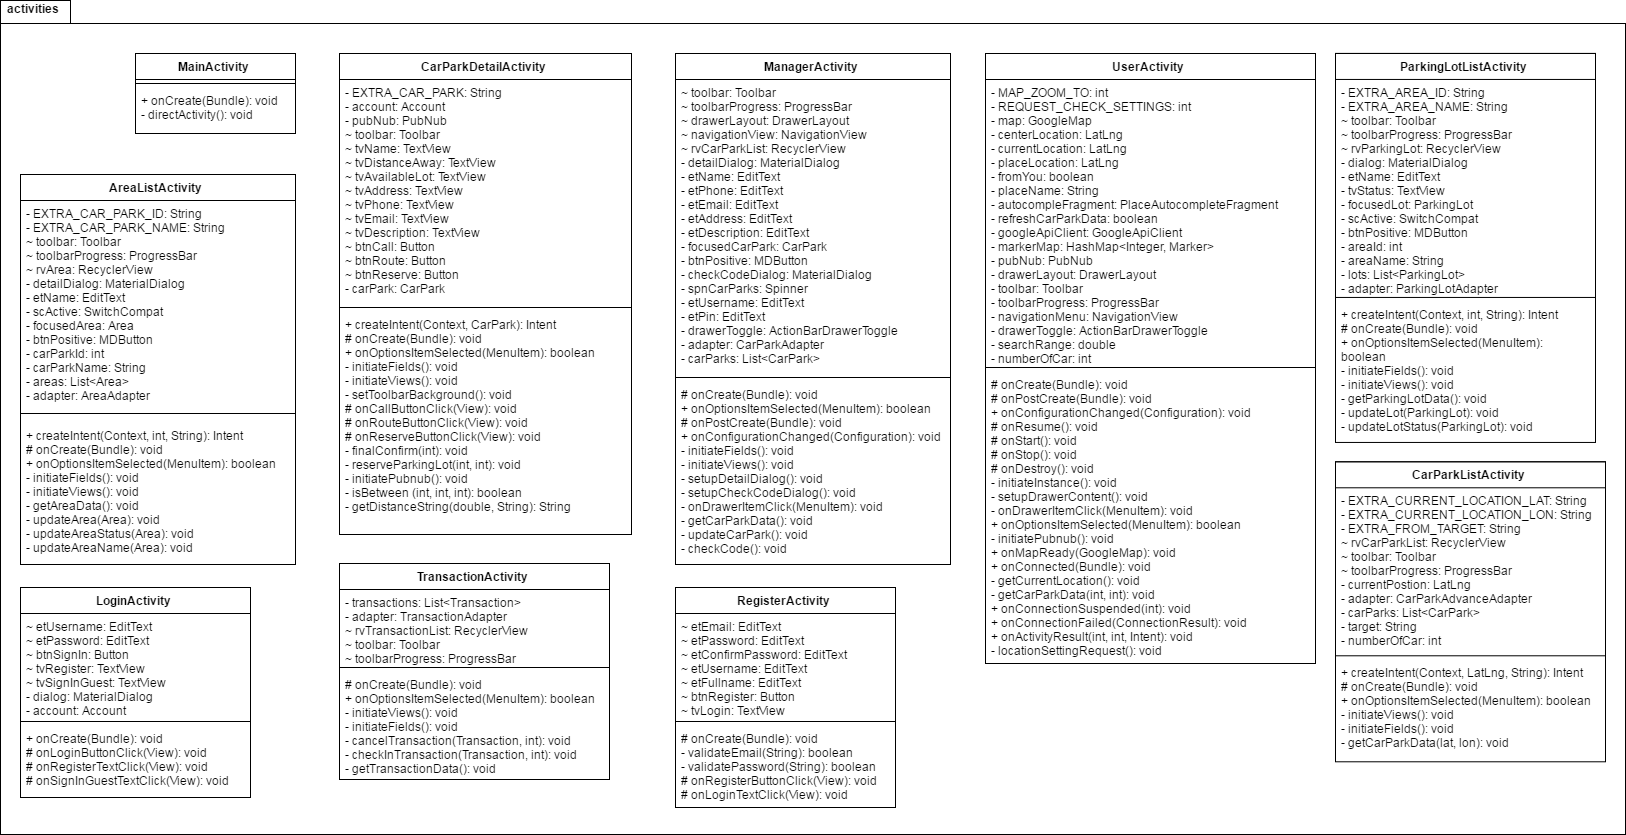 activities
MainActivity
+ onCreate(Bundle): void
- directActivity(): void
AreaListActivity
- EXTRA_CAR_PARK_ID: String
- EXTRA_CAR_PARK_NAME: String
~ toolbar: Toolbar
~ toolbarProgress: ProgressBar
~ rvArea: RecyclerView
- detailDialog: MaterialDialog
- etName: EditText
- scActive: SwitchCompat
- focusedArea: Area
- btnPositive: MDButton
- carParkId: int
- carParkName: String
- areas: List<Area>
- adapter: AreaAdapter
+ createIntent(Context, int, String): Intent
# onCreate(Bundle): void
+ onOptionsItemSelected(MenuItem): boolean
- initiateFields(): void
- initiateViews(): void
- getAreaData(): void
- updateArea(Area): void
- updateAreaStatus(Area): void
- updateAreaName(Area): void
LoginActivity
~ etUsername: EditText
~ etPassword: EditText
~ btnSignIn: Button
~ tvRegister: TextView
~ tvSignInGuest: TextView
- dialog: MaterialDialog
- account: Account
+ onCreate(Bundle): void
# onLoginButtonClick(View): void
# onRegisterTextClick(View): void
# onSignInGuestTextClick(View): void
CarParkDetailActivity
- EXTRA_CAR_PARK: String
- account: Account
- pubNub: PubNub
~ toolbar: Toolbar
~ tvName: TextView
~ tvDistanceAway: TextView
~ tvAvailableLot: TextView
~ tvAddress: TextView
~ tvPhone: TextView
~ tvEmail: TextView
~ tvDescription: TextView
~ btnCall: Button
~ btnRoute: Button
~ btnReserve: Button
- carPark: CarPark
+ createIntent(Context, CarPark): Intent
# onCreate(Bundle): void
+ onOptionsItemSelected(MenuItem): boolean
- initiateFields(): void
- initiateViews(): void
- setToolbarBackground(): void
# onCallButtonClick(View): void
# onRouteButtonClick(View): void
# onReserveButtonClick(View): void
- finalConfirm(int): void
- reserveParkingLot(int, int): void
- initiatePubnub(): void
- isBetween (int, int, int): boolean
- getDistanceString(double, String): String
TransactionActivity
- transactions: List<Transaction>
- adapter: TransactionAdapter
~ rvTransactionList: RecyclerView
~ toolbar: Toolbar
~ toolbarProgress: ProgressBar
# onCreate(Bundle): void
+ onOptionsItemSelected(MenuItem): boolean
- initiateViews(): void
- initiateFields(): void
- cancelTransaction(Transaction, int): void
- checkInTransaction(Transaction, int): void
- getTransactionData(): void
ManagerActivity
~ toolbar: Toolbar
~ toolbarProgress: ProgressBar
~ drawerLayout: DrawerLayout
~ navigationView: NavigationView
~ rvCarParkList: RecyclerView
- detailDialog: MaterialDialog
- etName: EditText
- etPhone: EditText
- etEmail: EditText
- etAddress: EditText
- etDescription: EditText
- focusedCarPark: CarPark
- btnPositive: MDButton
- checkCodeDialog: MaterialDialog
- spnCarParks: Spinner
- etUsername: EditText
- etPin: EditText
- drawerToggle: ActionBarDrawerToggle
- adapter: CarParkAdapter
- carParks: List<CarPark>
# onCreate(Bundle): void
+ onOptionsItemSelected(MenuItem): boolean
# onPostCreate(Bundle): void
+ onConfigurationChanged(Configuration): void
- initiateFields(): void
- initiateViews(): void
- setupDetailDialog(): void
- setupCheckCodeDialog(): void
- onDrawerItemClick(MenuItem): void
- getCarParkData(): void
- updateCarPark(): void
- checkCode(): void
RegisterActivity
~ etEmail: EditText
~ etPassword: EditText
~ etConfirmPassword: EditText
~ etUsername: EditText
~ etFullname: EditText
~ btnRegister: Button
~ tvLogin: TextView
# onCreate(Bundle): void
- validateEmail(String): boolean
- validatePassword(String): boolean
# onRegisterButtonClick(View): void
# onLoginTextClick(View): void
UserActivity
- MAP_ZOOM_TO: int
- REQUEST_CHECK_SETTINGS: int
- map: GoogleMap
- centerLocation: LatLng
- currentLocation: LatLng
- placeLocation: LatLng
- fromYou: boolean
- placeName: String
- autocompleFragment: PlaceAutocompleteFragment
- refreshCarParkData: boolean
- googleApiClient: GoogleApiClient
- markerMap: HashMap<Integer, Marker>
- pubNub: PubNub
- drawerLayout: DrawerLayout
- toolbar: Toolbar
- toolbarProgress: ProgressBar
- navigationMenu: NavigationView
- drawerToggle: ActionBarDrawerToggle
- searchRange: double
- numberOfCar: int
# onCreate(Bundle): void
# onPostCreate(Bundle): void
+ onConfigurationChanged(Configuration): void
# onResume(): void
# onStart(): void
# onStop(): void
# onDestroy(): void
- initiateInstance(): void
- setupDrawerContent(): void
- onDrawerItemClick(MenuItem): void
+ onOptionsItemSelected(MenuItem): boolean
- initiatePubnub(): void
+ onMapReady(GoogleMap): void
+ onConnected(Bundle): void
- getCurrentLocation(): void
- getCarParkData(int, int): void
+ onConnectionSuspended(int): void
+ onConnectionFailed(ConnectionResult): void
+ onActivityResult(int, int, Intent): void
- locationSettingRequest(): void
ParkingLotListActivity
- EXTRA_AREA_ID: String
- EXTRA_AREA_NAME: String
~ toolbar: Toolbar
~ toolbarProgress: ProgressBar
~ rvParkingLot: RecyclerView
- dialog: MaterialDialog
- etName: EditText
- tvStatus: TextView
- focusedLot: ParkingLot
- scActive: SwitchCompat
- btnPositive: MDButton
- areaId: int
- areaName: String
- lots: List<ParkingLot>
- adapter: ParkingLotAdapter
+ createIntent(Context, int, String): Intent
# onCreate(Bundle): void
+ onOptionsItemSelected(MenuItem):
boolean
- initiateFields(): void
- initiateViews(): void
- getParkingLotData(): void
- updateLot(ParkingLot): void
- updateLotStatus(ParkingLot): void
CarParkListActivity
- EXTRA_CURRENT_LOCATION_LAT: String
- EXTRA_CURRENT_LOCATION_LON: String
- EXTRA_FROM_TARGET: String
~ rvCarParkList: RecyclerView
~ toolbar: Toolbar
~ toolbarProgress: ProgressBar
- currentPostion: LatLng
- adapter: CarParkAdvanceAdapter
- carParks: List<CarPark>
- target: String
- numberOfCar: int
+ createIntent(Context, LatLng, String): Intent
# onCreate(Bundle): void
+ onOptionsItemSelected(MenuItem): boolean
- initiateViews(): void
- initiateFields(): void
- getCarParkData(lat, lon): void